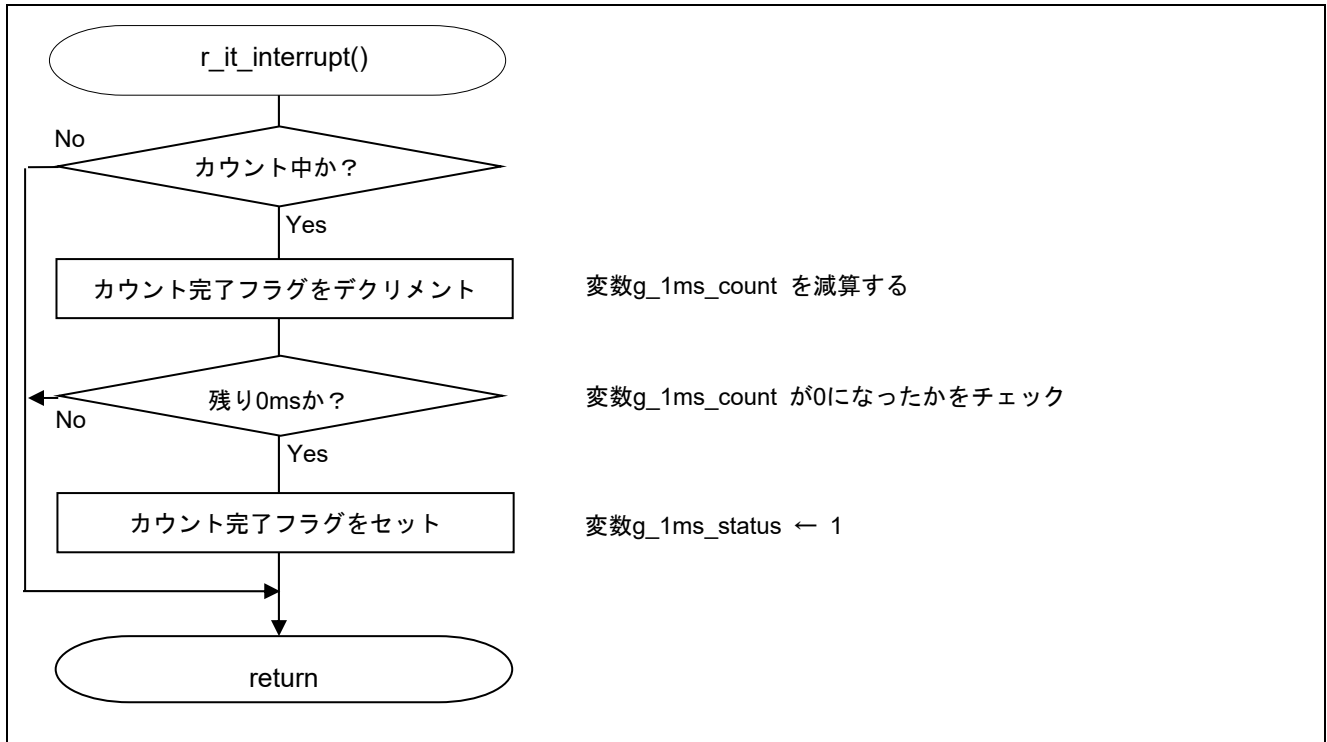 r_it_interrupt()
No
カウント中か？
Yes
カウント完了フラグをデクリメント
変数g_1ms_count を減算する
残り0msか？
変数g_1ms_count が0になったかをチェック
No
Yes
カウント完了フラグをセット
変数g_1ms_status ← 1
return